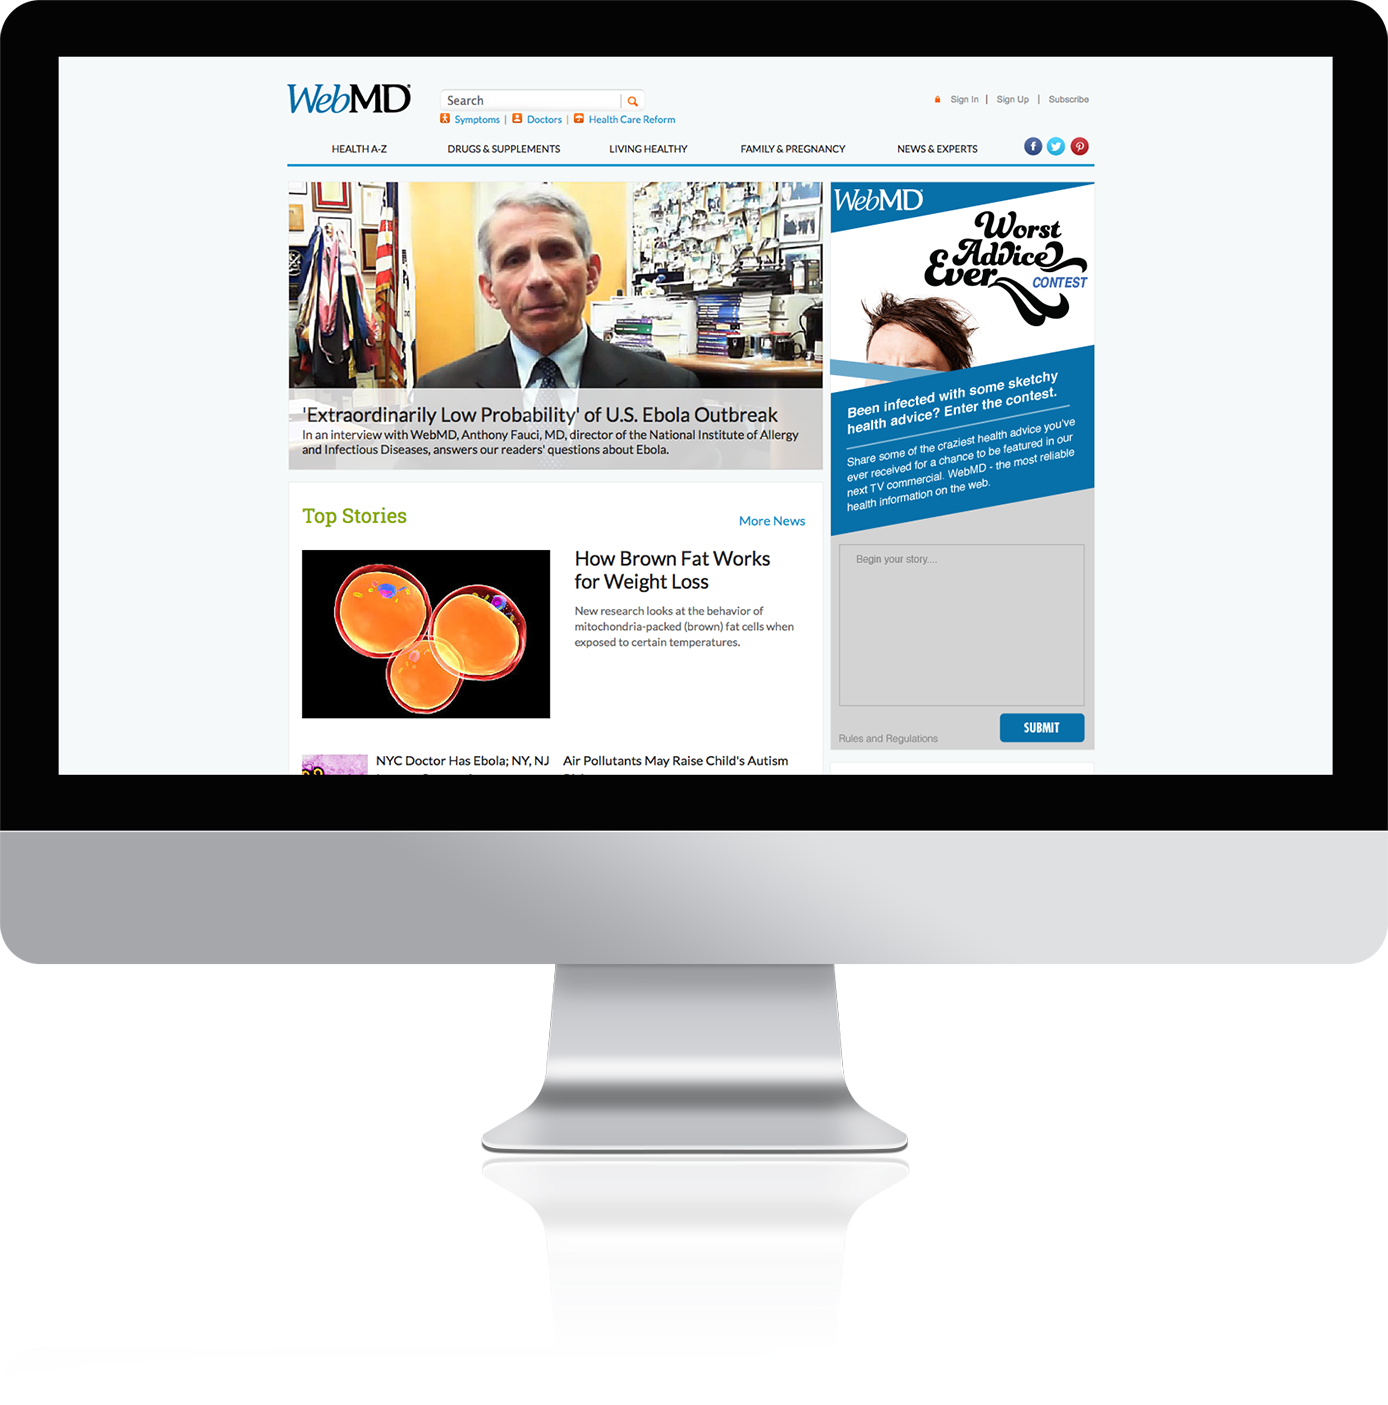 WebMD
Search
Sign In | Sign Up | Subscribe
Symptoms | Doctors | Health Care Reform
HEALTH A-Z DRUGS & SUPPLEMENTS LIVING HEALTHY FAMILY & PREGNANCY NEWS & EXPERTS
'Extraordinarily Low Probability' of U.S. Ebola Outbreak
In an interview with WebMD, Anthony Fauci, MD, director of the National Institute of Allergy
and Infectious Diseases, answers our readers' questions about Ebola.
Top Stories
More News
How Brown Fat Works
for Weight Loss
New research looks at the behavior of
mitochondria-packed (brown) fat cells when
exposed to certain temperatures.
NYC Doctor Has Ebola; NY, NJ
Air Pollutants May Raise Child's Autism
WebMD
Worst
Advice
Ever
CONTEST
Been infected with some sketchy
health advice? Enter the contest.
Share some of the craziest health advice you've
ever received for a chance to be featured in our
next TV commercial. WebMD - the most reliable
health information on the web.
Begin your story....
SUBMIT
Rules and Regulations